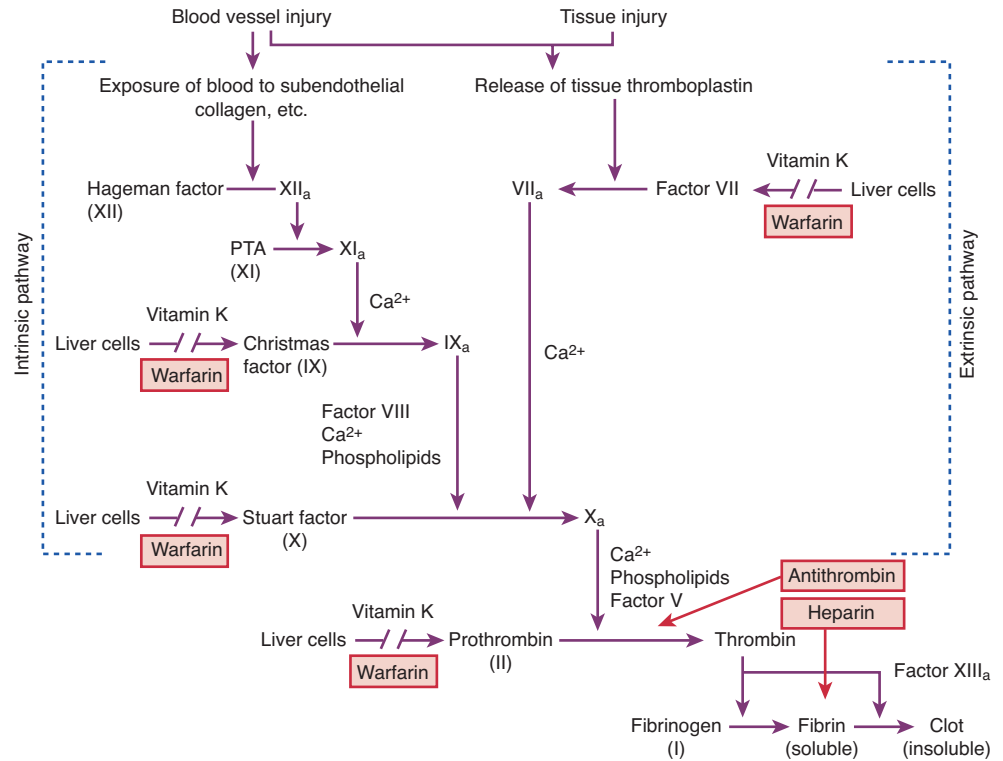 Blood vessel injury
Tissue injury
Exposure of blood to subendothelial
collagen, etc.
Release of tissue thromboplastin
Intrinsic pathway
Extrinsic pathway
Hageman factor
(XII)
XIIa
VIIa
Factor VII
Vitamin K
Liver cells
Warfarin
PTA
(XI)
XIa
Ca2+
Vitamin K
Liver cells
Warfarin
Christmas
factor (IX)
IXa
Ca2+
Factor VIII
Ca2+
Phospholipids
Vitamin K
Liver cells
Warfarin
Stuart factor
(X)
Xa
Ca2+
Phospholipids
Factor V
Antithrombin
Heparin
Vitamin K
Liver cells
Warfarin
Prothrombin
(II)
Thrombin
Factor XIIIa
Fibrinogen
(I)
Fibrin
(soluble)
Clot
(insoluble)